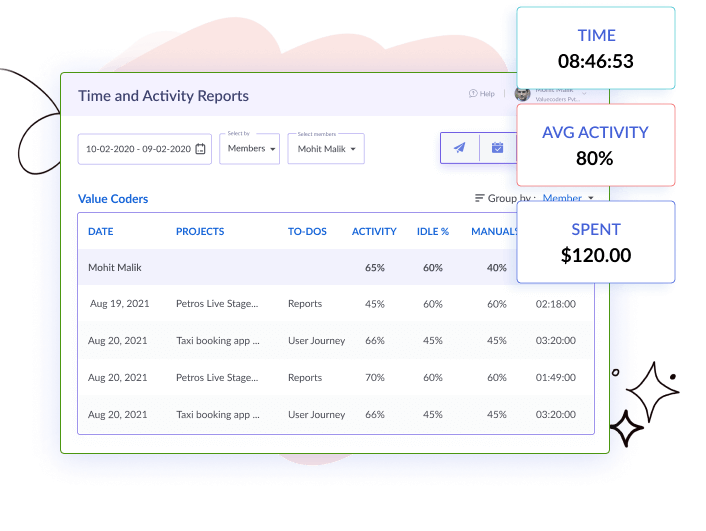 TIME
08:46:53
Time and Activity Reports
Help
Valuecoders Pvt...
AVG ACTIVITY
80%
10-02-2020 - 09-02-2020
Select by
Members
Select members
Mohit Malik
Value Coders
Group by : Member
SPENT
$120.00
DATE PROJECTS TO-DOS ACTIVITY IDLE % MANUAL
Mohit Malik 65% 60% 40%
Aug 19, 2021 Petros Live Stage... Reports 45% 60% 60% 02:18:00
Aug 20, 2021 Taxi booking app ... User Journey 66% 45% 45% 03:20:00
Aug 20, 2021 Petros Live Stage... Reports 70% 60% 60% 01:49:00
Aug 20, 2021 Taxi booking app ... User Journey 66% 45% 45% 03:20:00